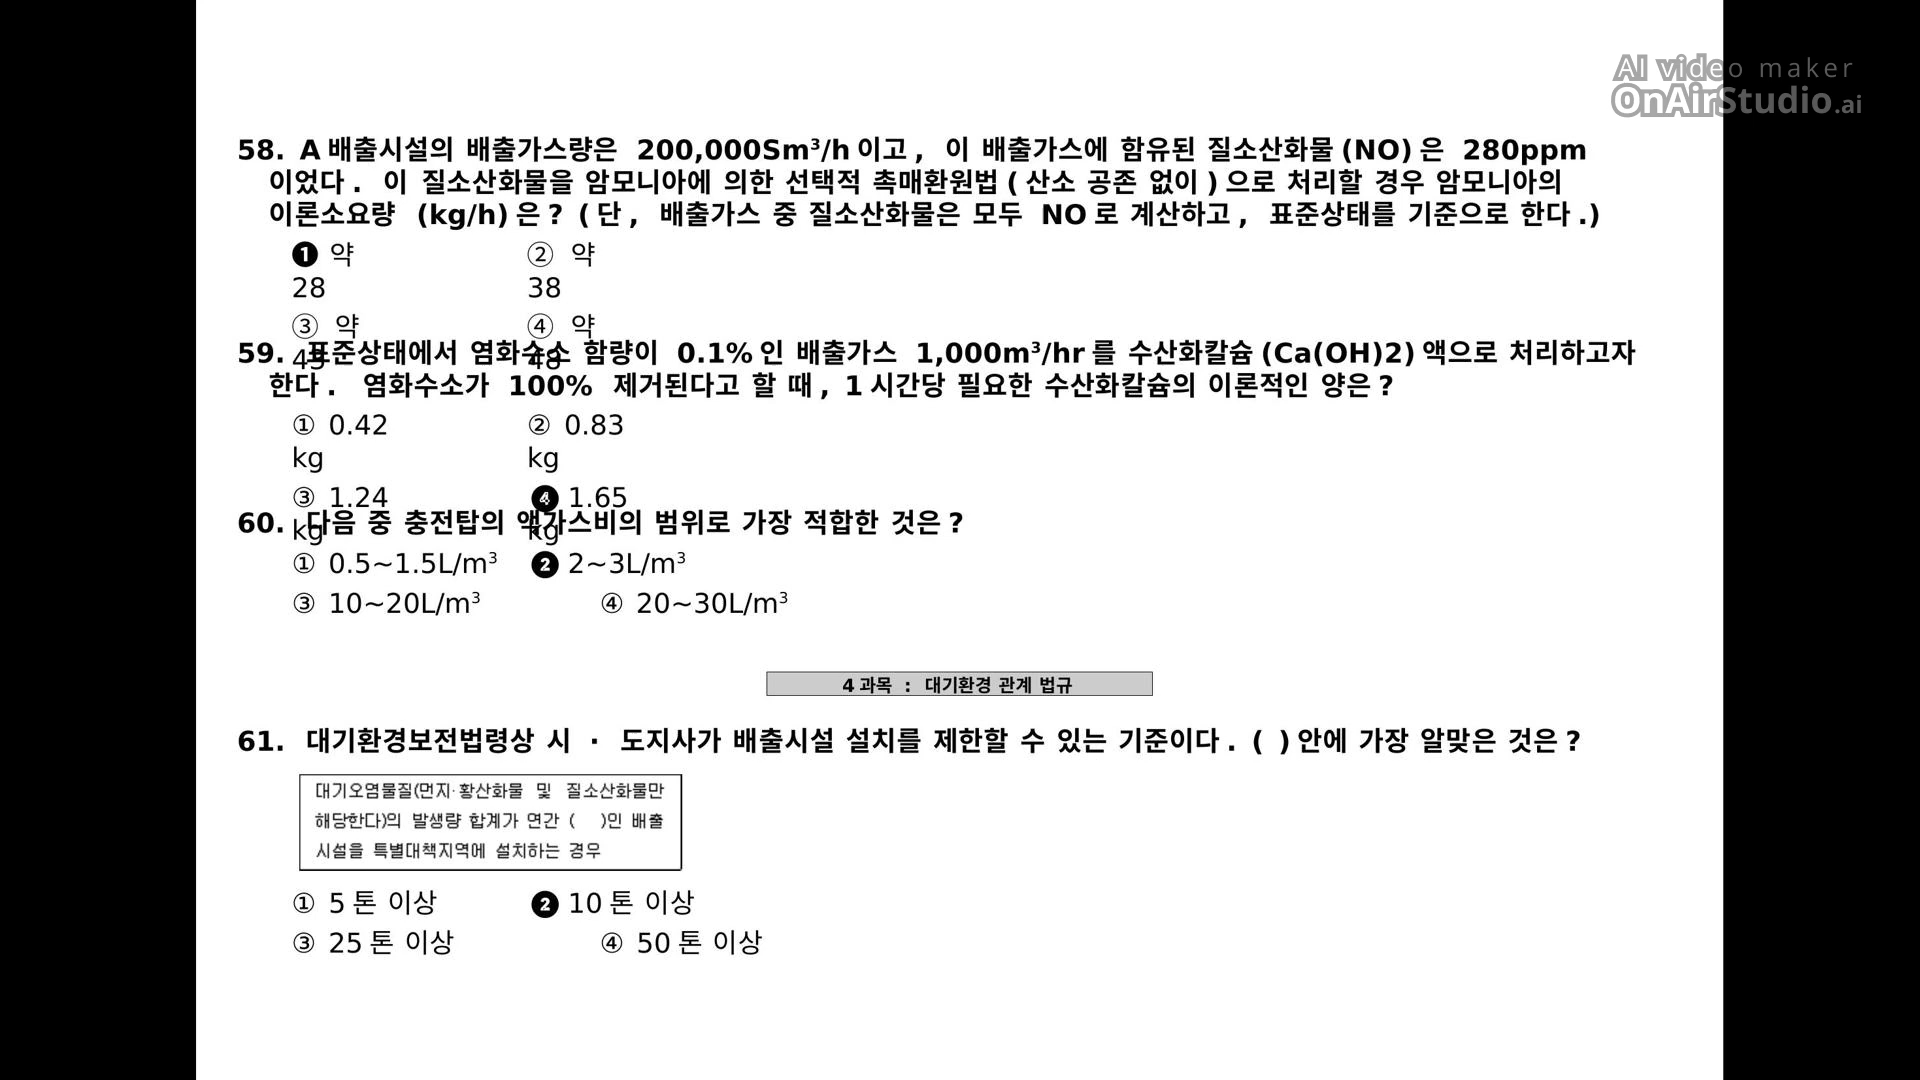 AI video maker
OnAirStudio.ai
58. A배출시설의 배출가스량은 200,000Sm³/h이고, 이 배출가스에 함유된 질소산화물(NO)은 280ppm
이었다. 이 질소산화물을 암모니아에 의한 선택적 촉매환원법(산소 공존 없이)으로 처리할 경우 암모니아의
이론소요량 (kg/h)은? (단, 배출가스 중 질소산화물은 모두 NO로 계산하고, 표준상태를 기준으로 한다.)
❶ 약 ② 약
28 38
③ 약 ④ 약
48
59. 표준상태에서 염화수소 함량이 0.1%인 배출가스 1,000m³/hr를 수산화칼슘(Ca(OH)2)액으로 처리하고자
한다. 염화수소가 100% 제거된다고 할 때, 1시간당 필요한 수산화칼슘의 이론적인 양은?
① 0.42 ② 0.83
kg kg
③ 1.24 ❹ 1.65
kg kg
60. 다음 중 충전탑의 액가스비의 범위로 가장 적합한 것은?
① 0.5~1.5L/m³ ❷ 2~3L/m³
③ 10~20L/m³ ④ 20~30L/m³
4과목 : 대기환경 관계 법규
61. 대기환경보전법령상 시 · 도지사가 배출시설 설치를 제한할 수 있는 기준이다. ( )안에 가장 알맞은 것은?
대기오염물질(먼지·황산화물 및 질소산화물만
해당한다)의 발생량 합계가 연간 ( )인 배출
시설을 특별대책지역에 설치하는 경우
① 5톤 이상 ❷ 10톤 이상
③ 25톤 이상 ④ 50톤 이상